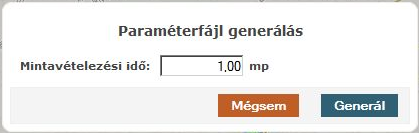 Paraméterfájl generálás
Mintavételezési idő: 1,00 mp
Mégsem Generál